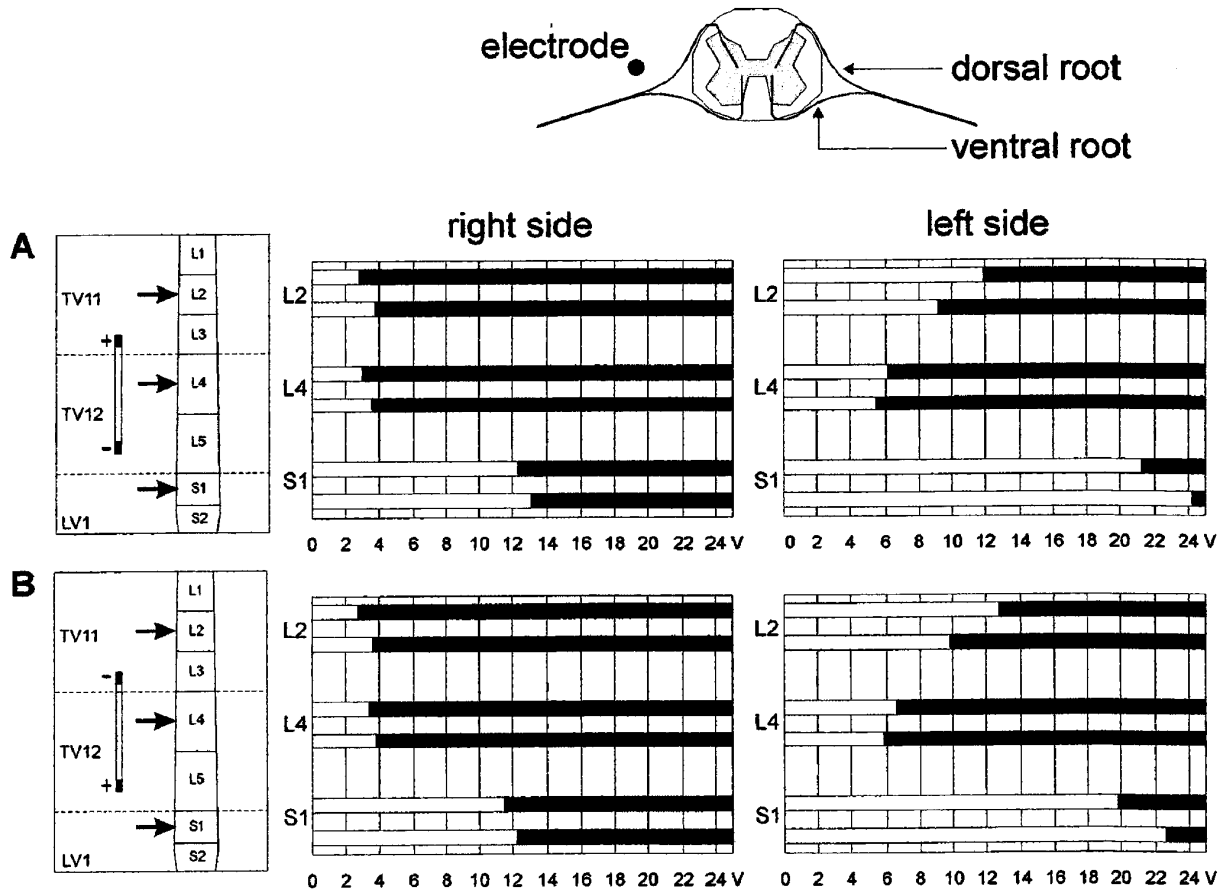 electrode
dorsal root
ventral root
right side
left side
A
L1
TV11
L2
L3
+
L4
TV12
L5
-
S1
LV1
S2
L2
L4
S1
0 2 4 6 8 10 12 14 16 18 20 22 24 V
L2
L4
S1
0 2 4 6 8 10 12 14 16 18 20 22 24 V
B
L1
TV11
L2
L3
-
L4
TV12
L5
+
S1
LV1
S2
L2
L4
S1
0 2 4 6 8 10 12 14 16 18 20 22 24 V
L2
L4
S1
0 2 4 6 8 10 12 14 16 18 20 22 24 V